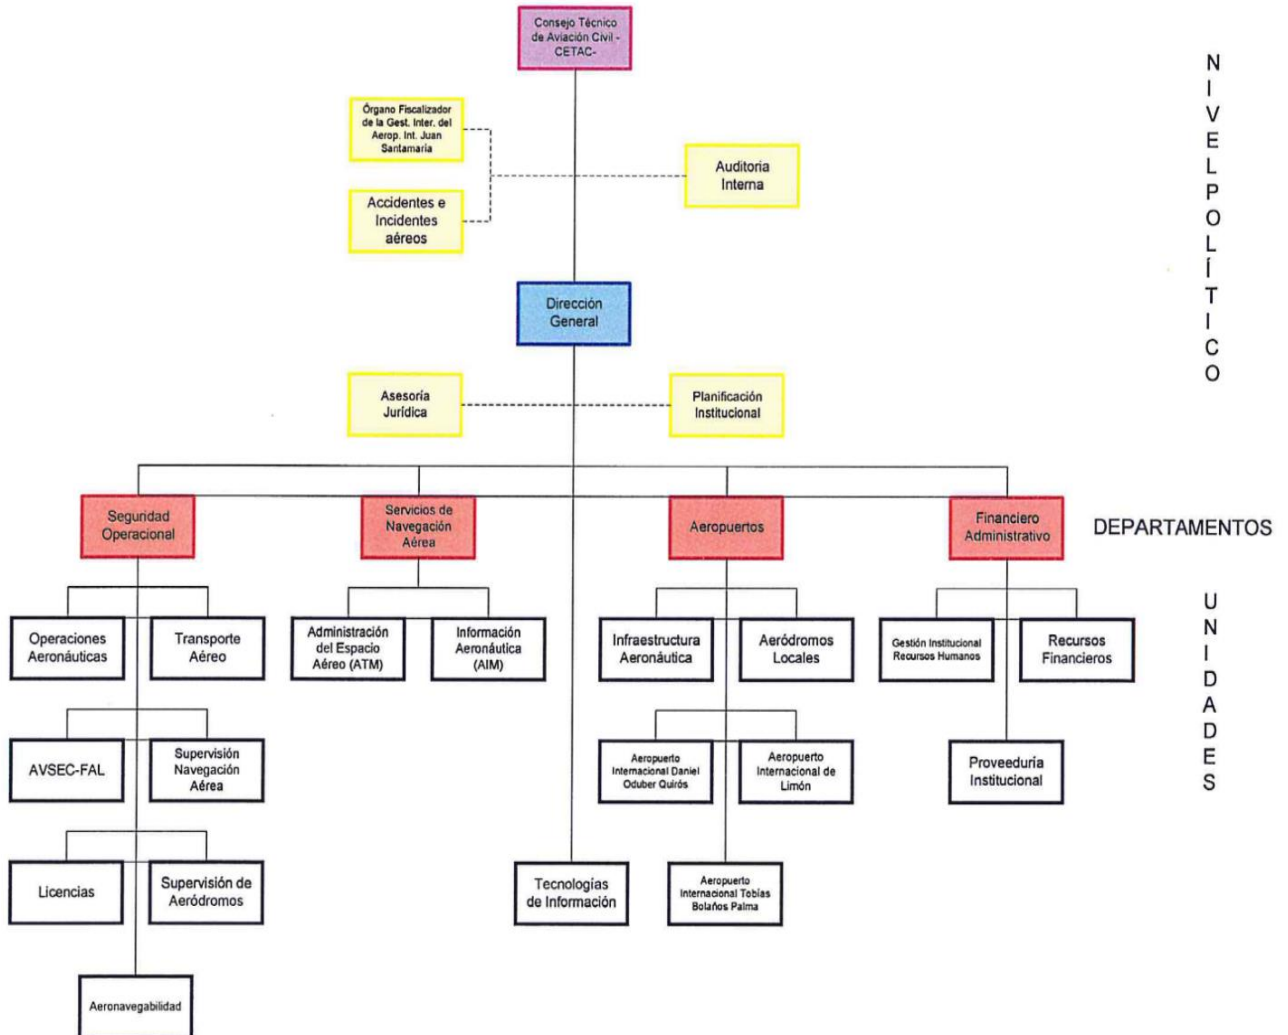 Consejo Técnico
de Aviación Civil -
CETAC-
Órgano Fiscalizador
de la Gest. Inter. del
Aerop. Int. Juan
Santamaría
Auditoria
Interna
Accidentes e
Incidentes
aéreos
Dirección
General
Asesoría
Jurídica
Planificación
Institucional
NIVEL POLÍTICO
Seguridad
Operacional
Servicios de
Navegación
Aérea
Aeropuertos
Financiero
Administrativo
DEPARTAMENTOS
Operaciones
Aeronáuticas
Transporte
Aéreo
Administración
del Espacio
Aéreo (ATM)
Información
Aeronáutica
(AIM)
Infraestructura
Aeronáutica
Aeródromos
Locales
Gestión Institucional
Recursos Humanos
Recursos
Financieros
UNIDADES
AVSEC-FAL
Supervisión
Navegación
Aérea
Aeropuerto
Internacional Daniel
Oduber Quirós
Aeropuerto
Internacional de
Limón
Proveeduría
Institucional
Licencias
Supervisión de
Aeródromos
Tecnologías
de Información
Aeropuerto
Internacional Tobías
Bolaños Palma
Aeronavegabilidad